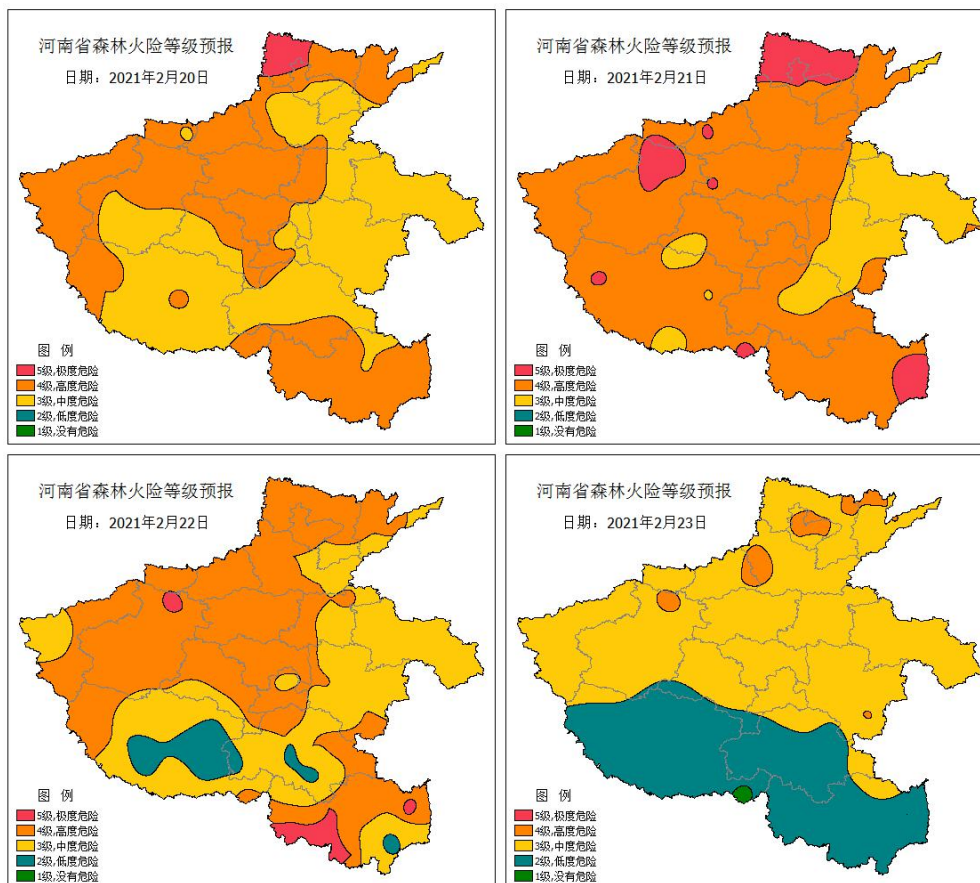 河南省森林火险等级预报
日期：2021年2月20日
图 例
5级,极度危险
4级,高度危险
3级,中度危险
2级,低度危险
1级,没有危险
河南省森林火险等级预报
日期：2021年2月21日
图 例
5级,极度危险
4级,高度危险
3级,中度危险
2级,低度危险
1级,没有危险
河南省森林火险等级预报
日期：2021年2月22日
图 例
5级,极度危险
4级,高度危险
3级,中度危险
2级,低度危险
1级,没有危险
河南省森林火险等级预报
日期：2021年2月23日
图 例
5级,极度危险
4级,高度危险
3级,中度危险
2级,低度危险
1级,没有危险